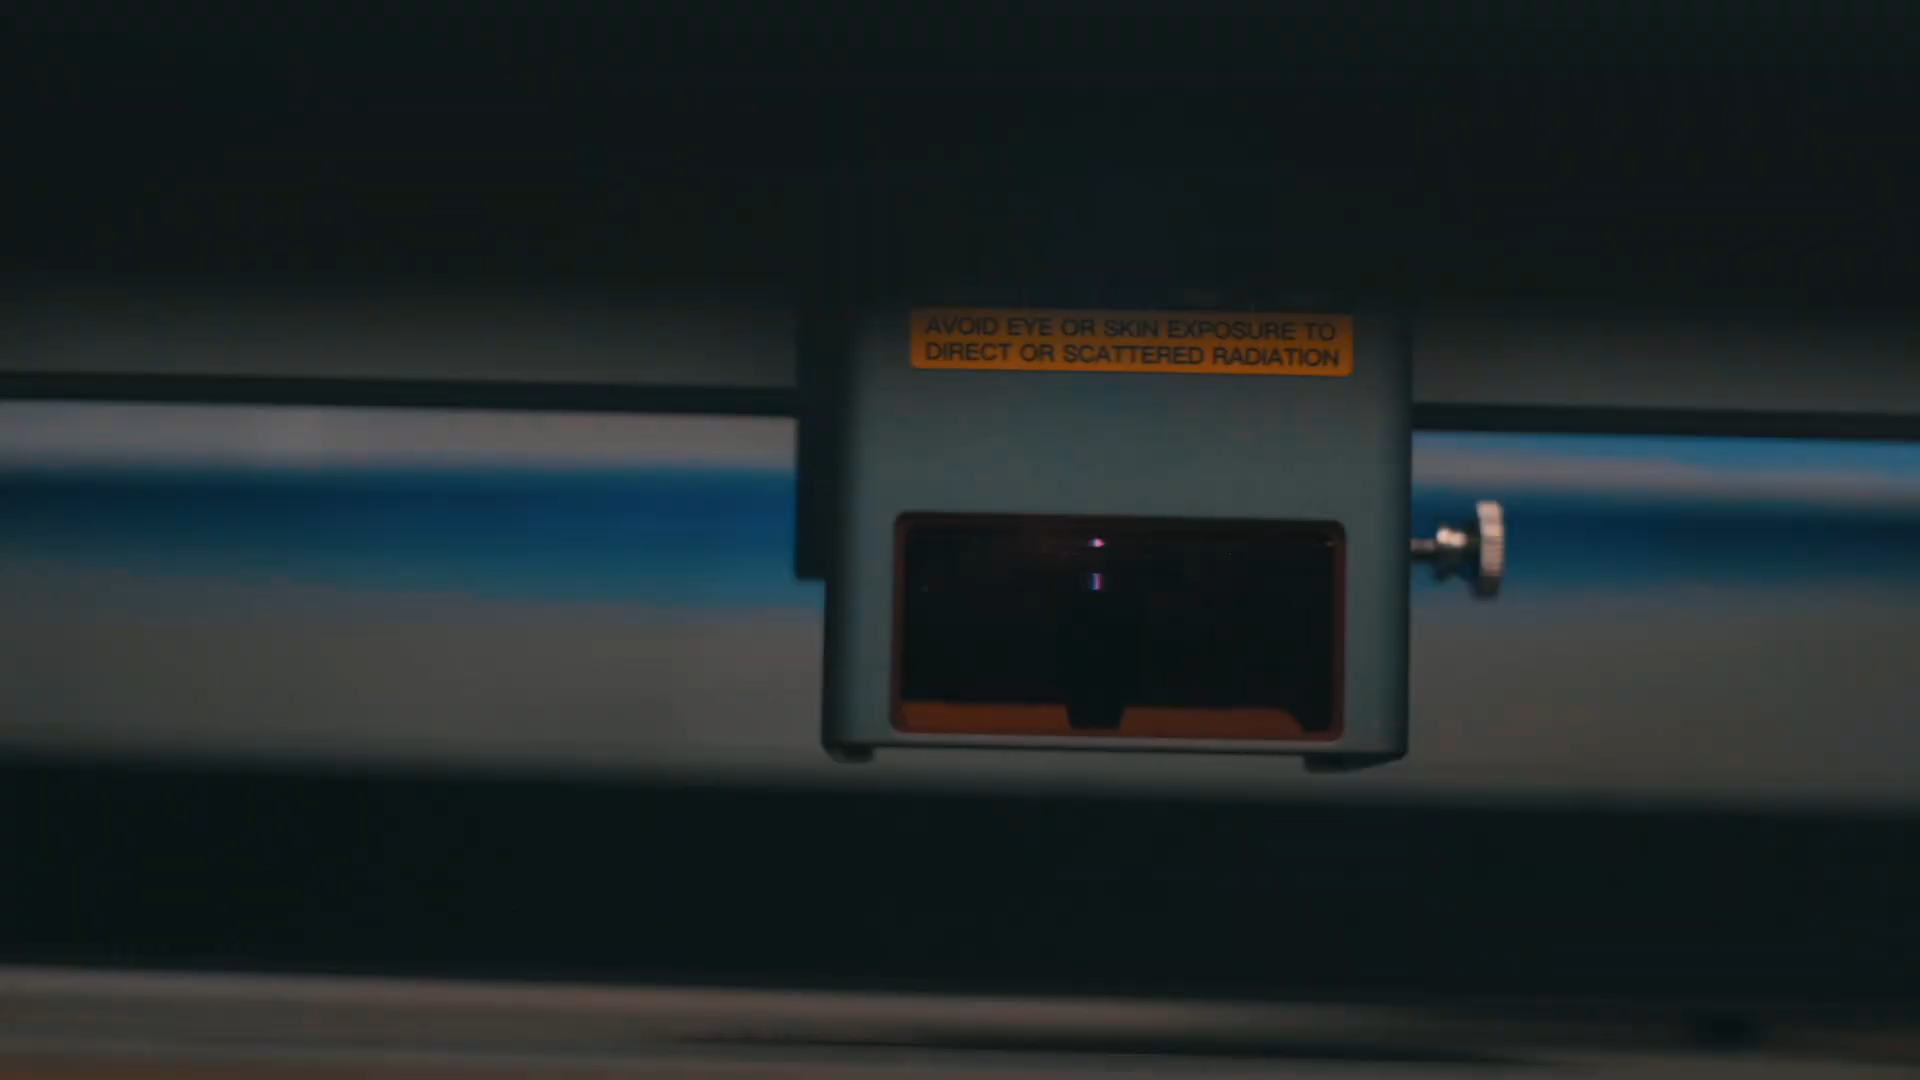 AVOID EYE OR SKIN EXPOSURE TO
DIRECT OR SCATTERED RADIATION